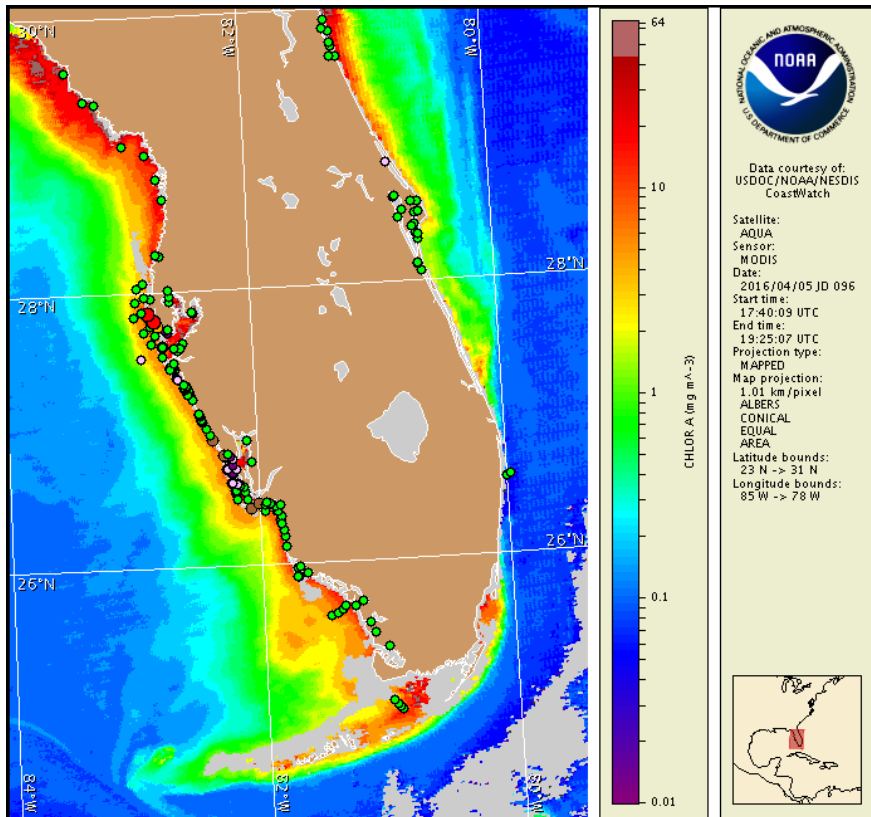 30°N
82°W
80°W
28°N
28°N
26°N
26°N
84°W
82°W
80°W
64
10
1
0.1
0.01
CHLOR A (mg m^-3)
NATIONAL OCEANIC AND ATMOSPHERIC ADMINISTRATION
NOAA
U.S. DEPARTMENT OF COMMERCE
Data courtesy of:
USDOC/NOAA/NESDIS
CoastWatch
Satellite:
AQUA
Sensor:
MODIS
Date:
2016/04/05 JD 096
Start time:
17:40:09 UTC
End time:
19:25:07 UTC
Projection type:
MAPPED
Map projection:
1.01 km/pixel
ALBERS
CONICAL
EQUAL
AREA
Latitude bounds:
23 N -> 31 N
Longitude bounds:
85 W -> 78 W